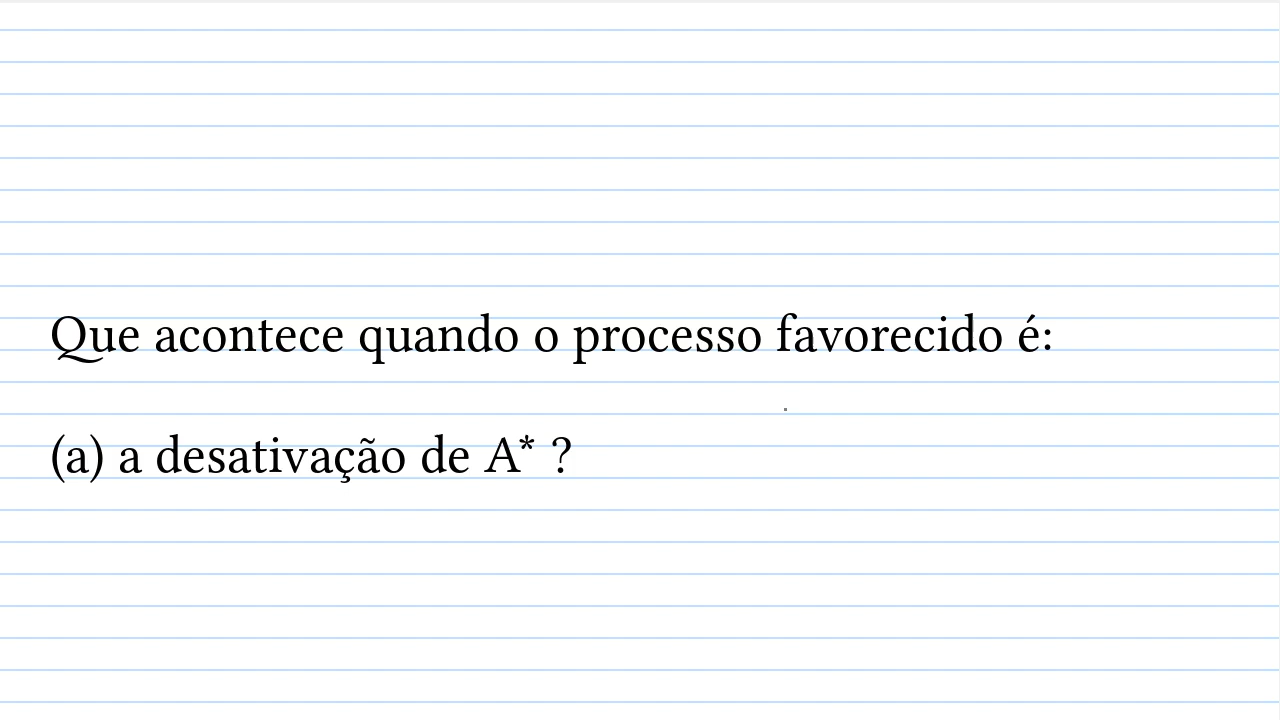 Que acontece quando o processo favorecido é:
(a) a desativação de A* ?